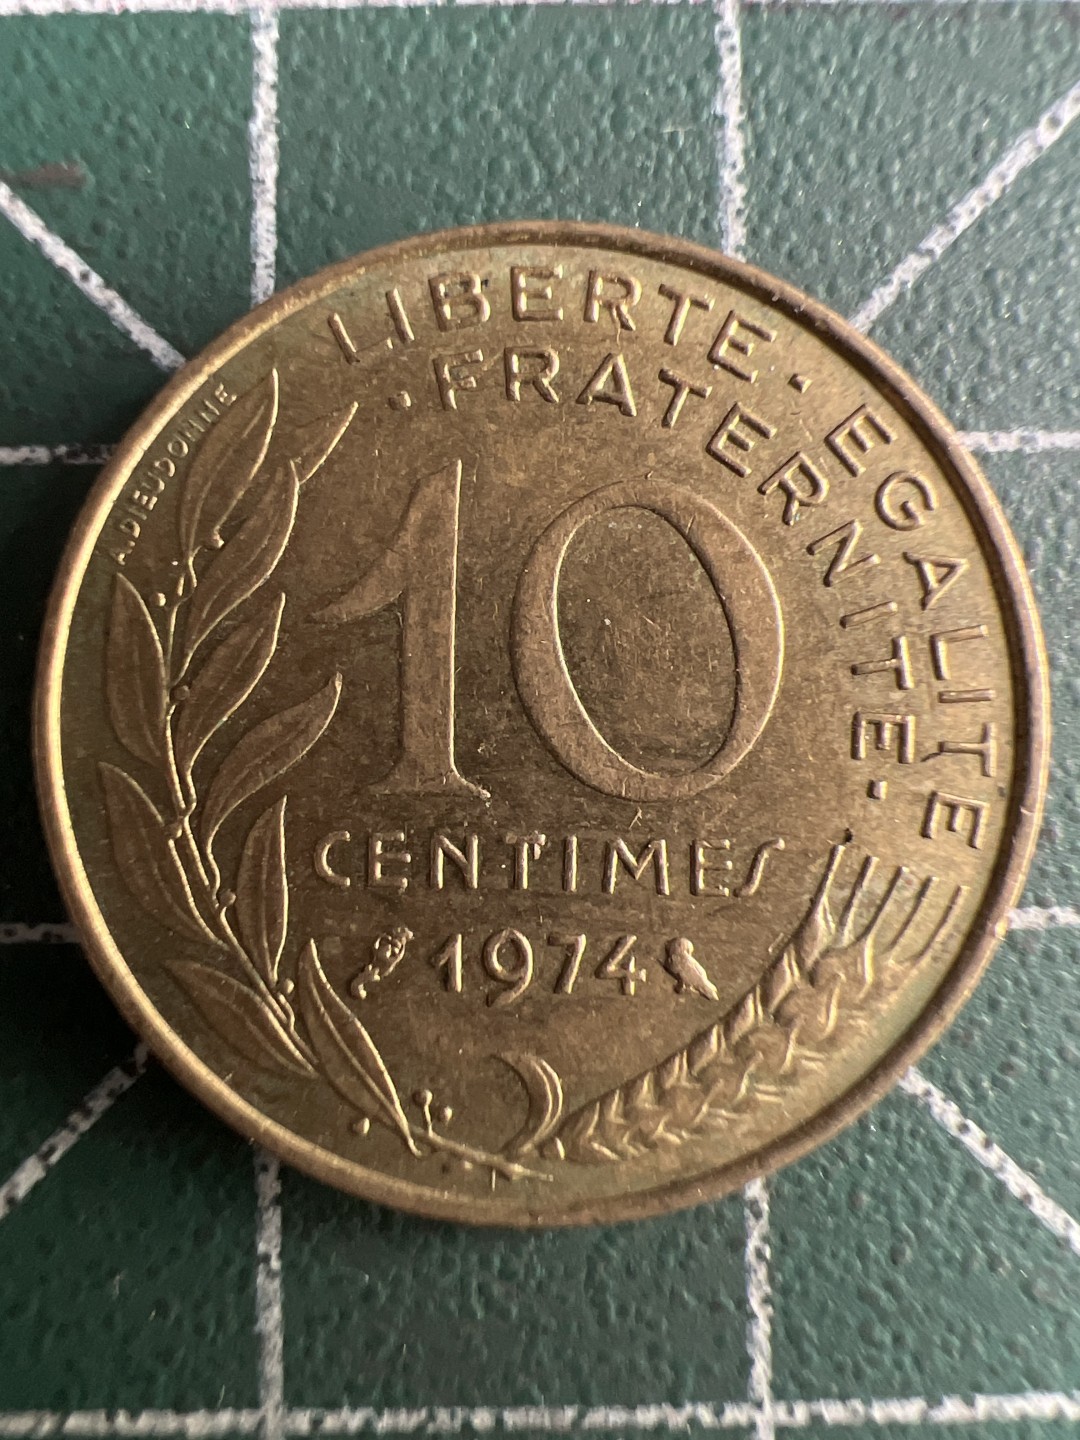 LIBERTE · EGALITE
· FRATERNITE ·
A.DIEUDONNE
10
CENTIMES
1974